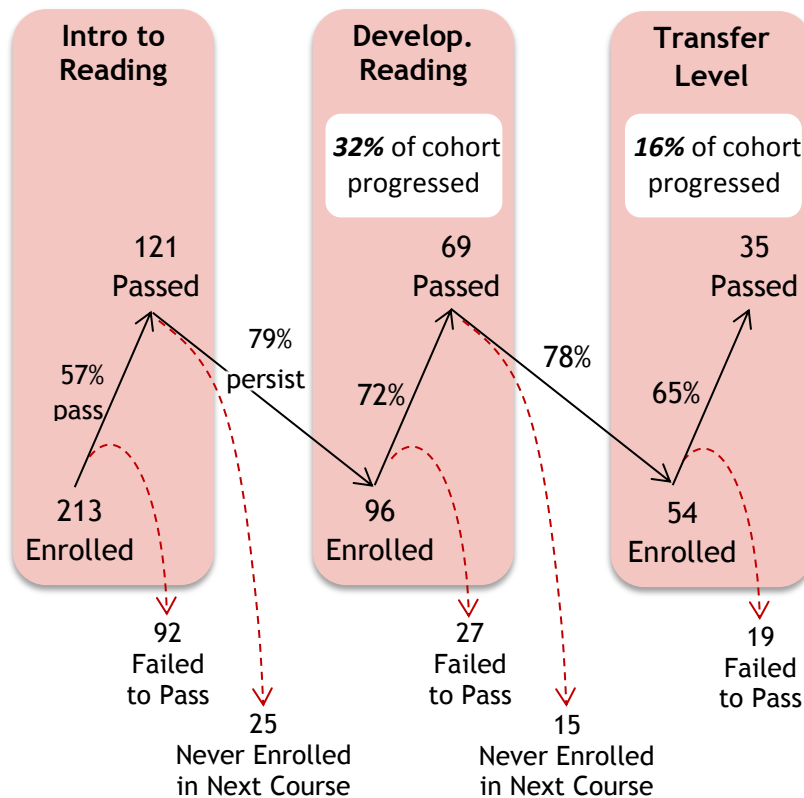 Intro to
Reading
121
Passed
57%
pass
213
Enrolled
92
Failed
to Pass
79%
persist
25
Never Enrolled
in Next Course
Develop.
Reading
32% of cohort
progressed
69
Passed
72%
96
Enrolled
27
Failed
to Pass
78%
15
Never Enrolled
in Next Course
Transfer
Level
16% of cohort
progressed
35
Passed
65%
54
Enrolled
19
Failed
to Pass